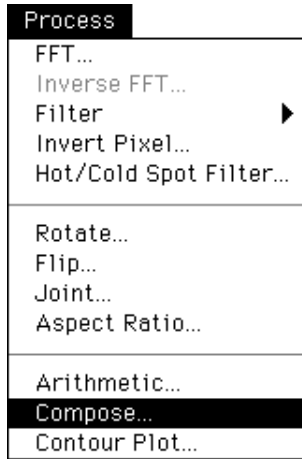 Process
FFT...
Inverse FFT...
Filter
Invert Pixel...
Hot/Cold Spot Filter...
Rotate...
Flip...
Joint...
Aspect Ratio...
Arithmetic...
Compose...
Contour Plot...